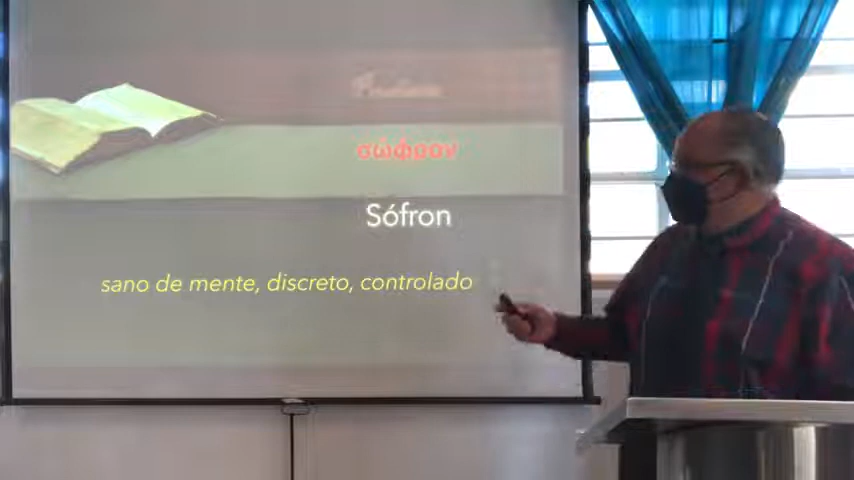 σώφρον
Sófron
sano de mente, discreto, controlado